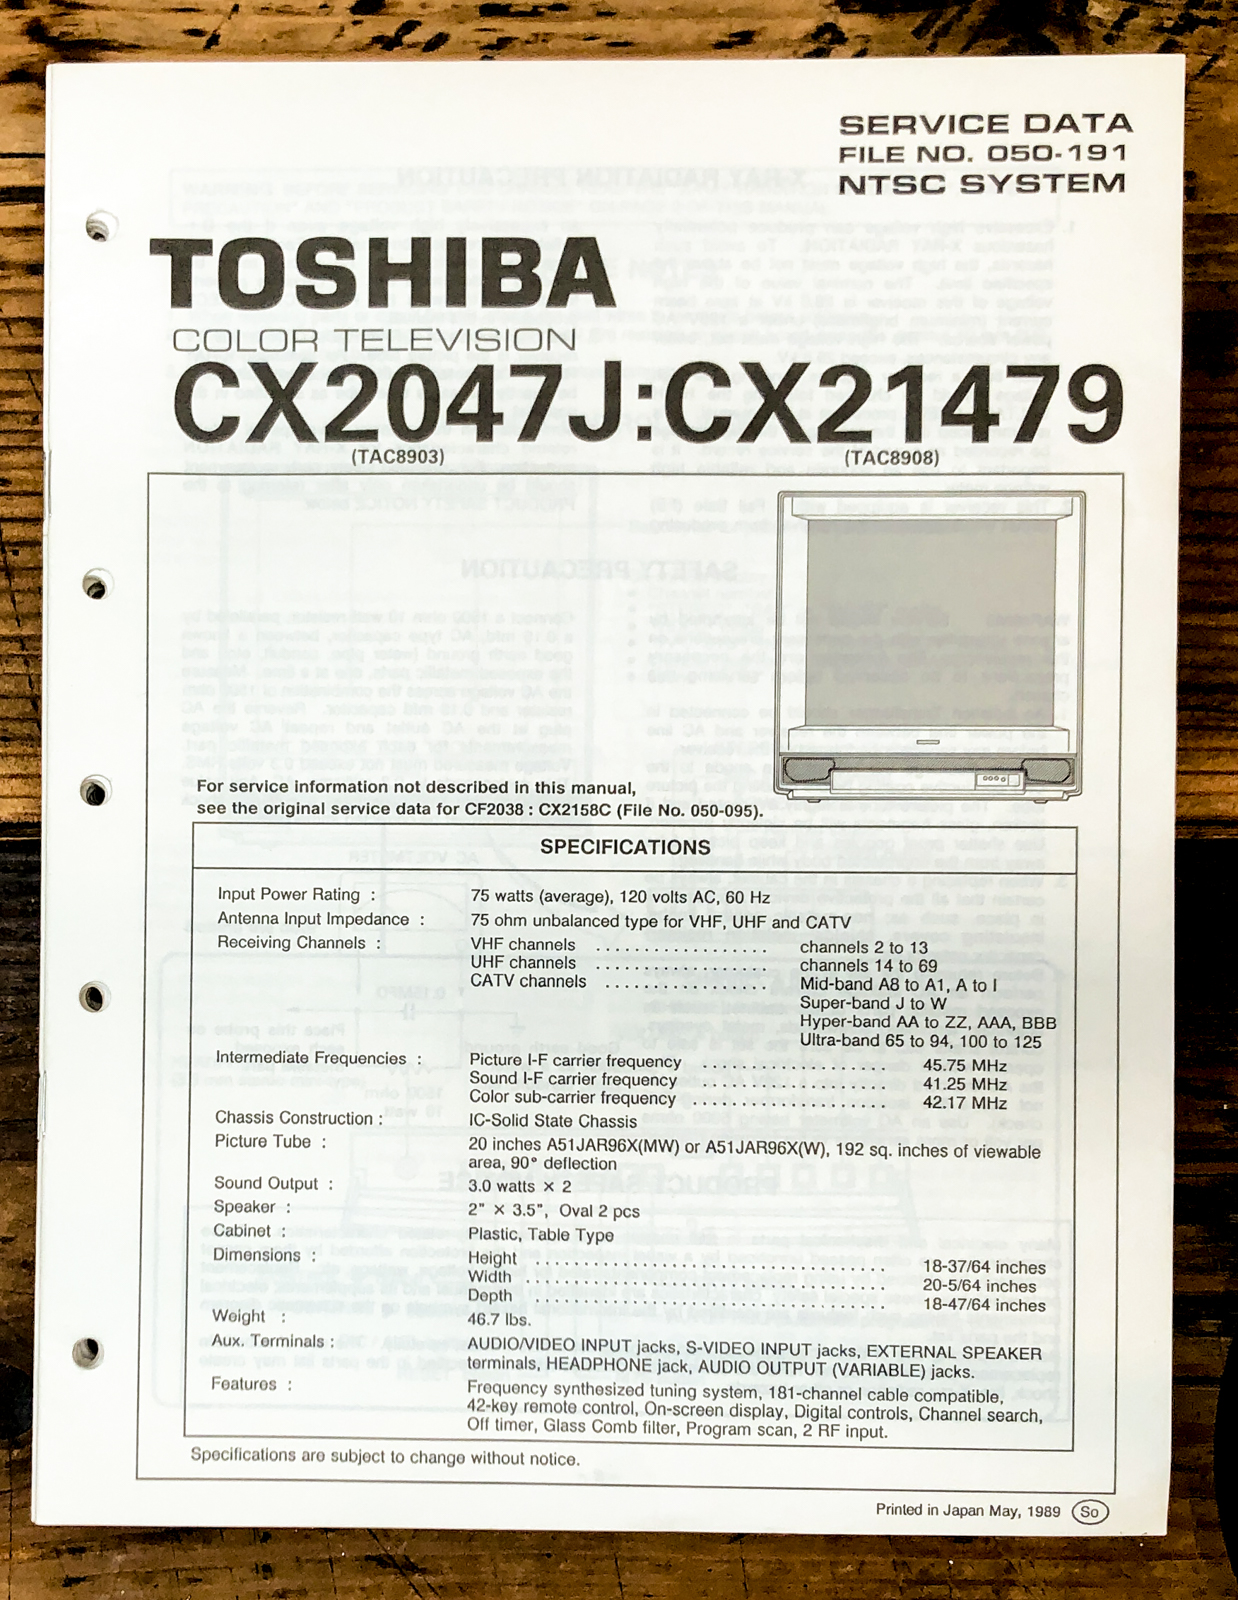 SERVICE DATA
FILE NO. 050-191
NTSC SYSTEM
TOSHIBA
COLOR TELEVISION
CX2047J:CX21479
(TAC8903) (TAC8908)
For service information not described in this manual,
see the original service data for CF2038 : CX2158C (File No. 050-095).
SPECIFICATIONS
Input Power Rating : 75 watts (average), 120 volts AC, 60 Hz
Antenna Input Impedance : 75 ohm unbalanced type for VHF, UHF and CATV
Receiving Channels : VHF channels .................. channels 2 to 13
UHF channels .................. channels 14 to 69
CATV channels ................. Mid-band A8 to A1, A to I
Super-band J to W
Hyper-band AA to ZZ, AAA, BBB
Ultra-band 65 to 94, 100 to 125
Intermediate Frequencies : Picture I-F carrier frequency .................. 45.75 MHz
Sound I-F carrier frequency .................. 41.25 MHz
Color sub-carrier frequency .................. 42.17 MHz
Chassis Construction : IC-Solid State Chassis
Picture Tube : 20 inches A51JAR96X(MW) or A51JAR96X(W), 192 sq. inches of viewable
area, 90° deflection
Sound Output : 3.0 watts × 2
Speaker : 2" × 3.5", Oval 2 pcs
Cabinet : Plastic, Table Type
Dimensions : Height .................................... 18-37/64 inches
Width .................................... 20-5/64 inches
Depth .................................... 18-47/64 inches
Weight : 46.7 lbs.
Aux. Terminals : AUDIO/VIDEO INPUT jacks, S-VIDEO INPUT jacks, EXTERNAL SPEAKER
terminals, HEADPHONE jack, AUDIO OUTPUT (VARIABLE) jacks.
Features : Frequency synthesized tuning system, 181-channel cable compatible,
42-key remote control, On-screen display, Digital controls, Channel search,
Off timer, Glass Comb filter, Program scan, 2 RF input.
Specifications are subject to change without notice.
Printed in Japan May, 1989 So